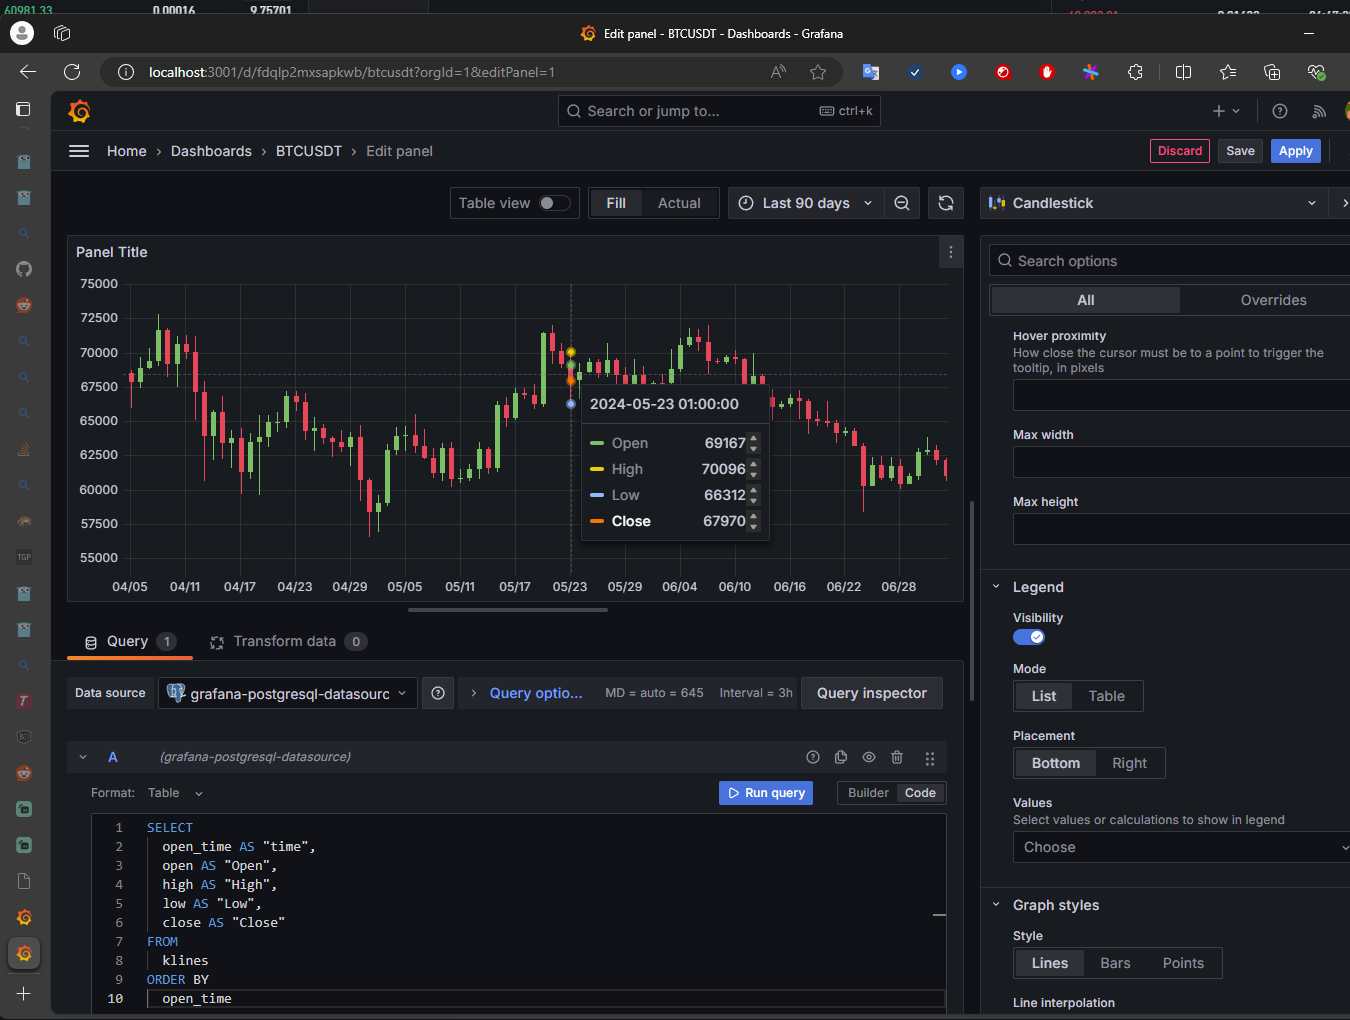 60981.33 0.00016 9.75701
Edit panel - BTCUSDT - Dashboards - Grafana
localhost:3001/d/fdqlp2mxsapkwb/btcusdt?orgId=1&editPanel=1
Search or jump to... ctrl+k
Home › Dashboards › BTCUSDT › Edit panel
Discard Save Apply
Table view Fill Actual Last 90 days Candlestick
Panel Title
Search options
All Overrides
Hover proximity
How close the cursor must be to a point to trigger the
tooltip, in pixels
Max width
Max height
75000
72500
70000
67500
65000
62500
60000
57500
55000
04/05 04/11 04/17 04/23 04/29 05/05 05/11 05/17 05/23 05/29 06/04 06/10 06/16 06/22 06/28
2024-05-23 01:00:00
Open 69167
High 70096
Low 66312
Close 67970
Legend
Visibility
Mode
List Table
Placement
Bottom Right
Values
Select values or calculations to show in legend
Choose
Graph styles
Style
Lines Bars Points
Line interpolation
Query 1 Transform data 0
Data source grafana-postgresql-datasourc Query optio... MD = auto = 645 Interval = 3h Query inspector
A (grafana-postgresql-datasource)
Format: Table Run query Builder Code
1 SELECT
2 open_time AS "time",
3 open AS "Open",
4 high AS "High",
5 low AS "Low",
6 close AS "Close"
7 FROM
8 klines
9 ORDER BY
10 open_time
TGP